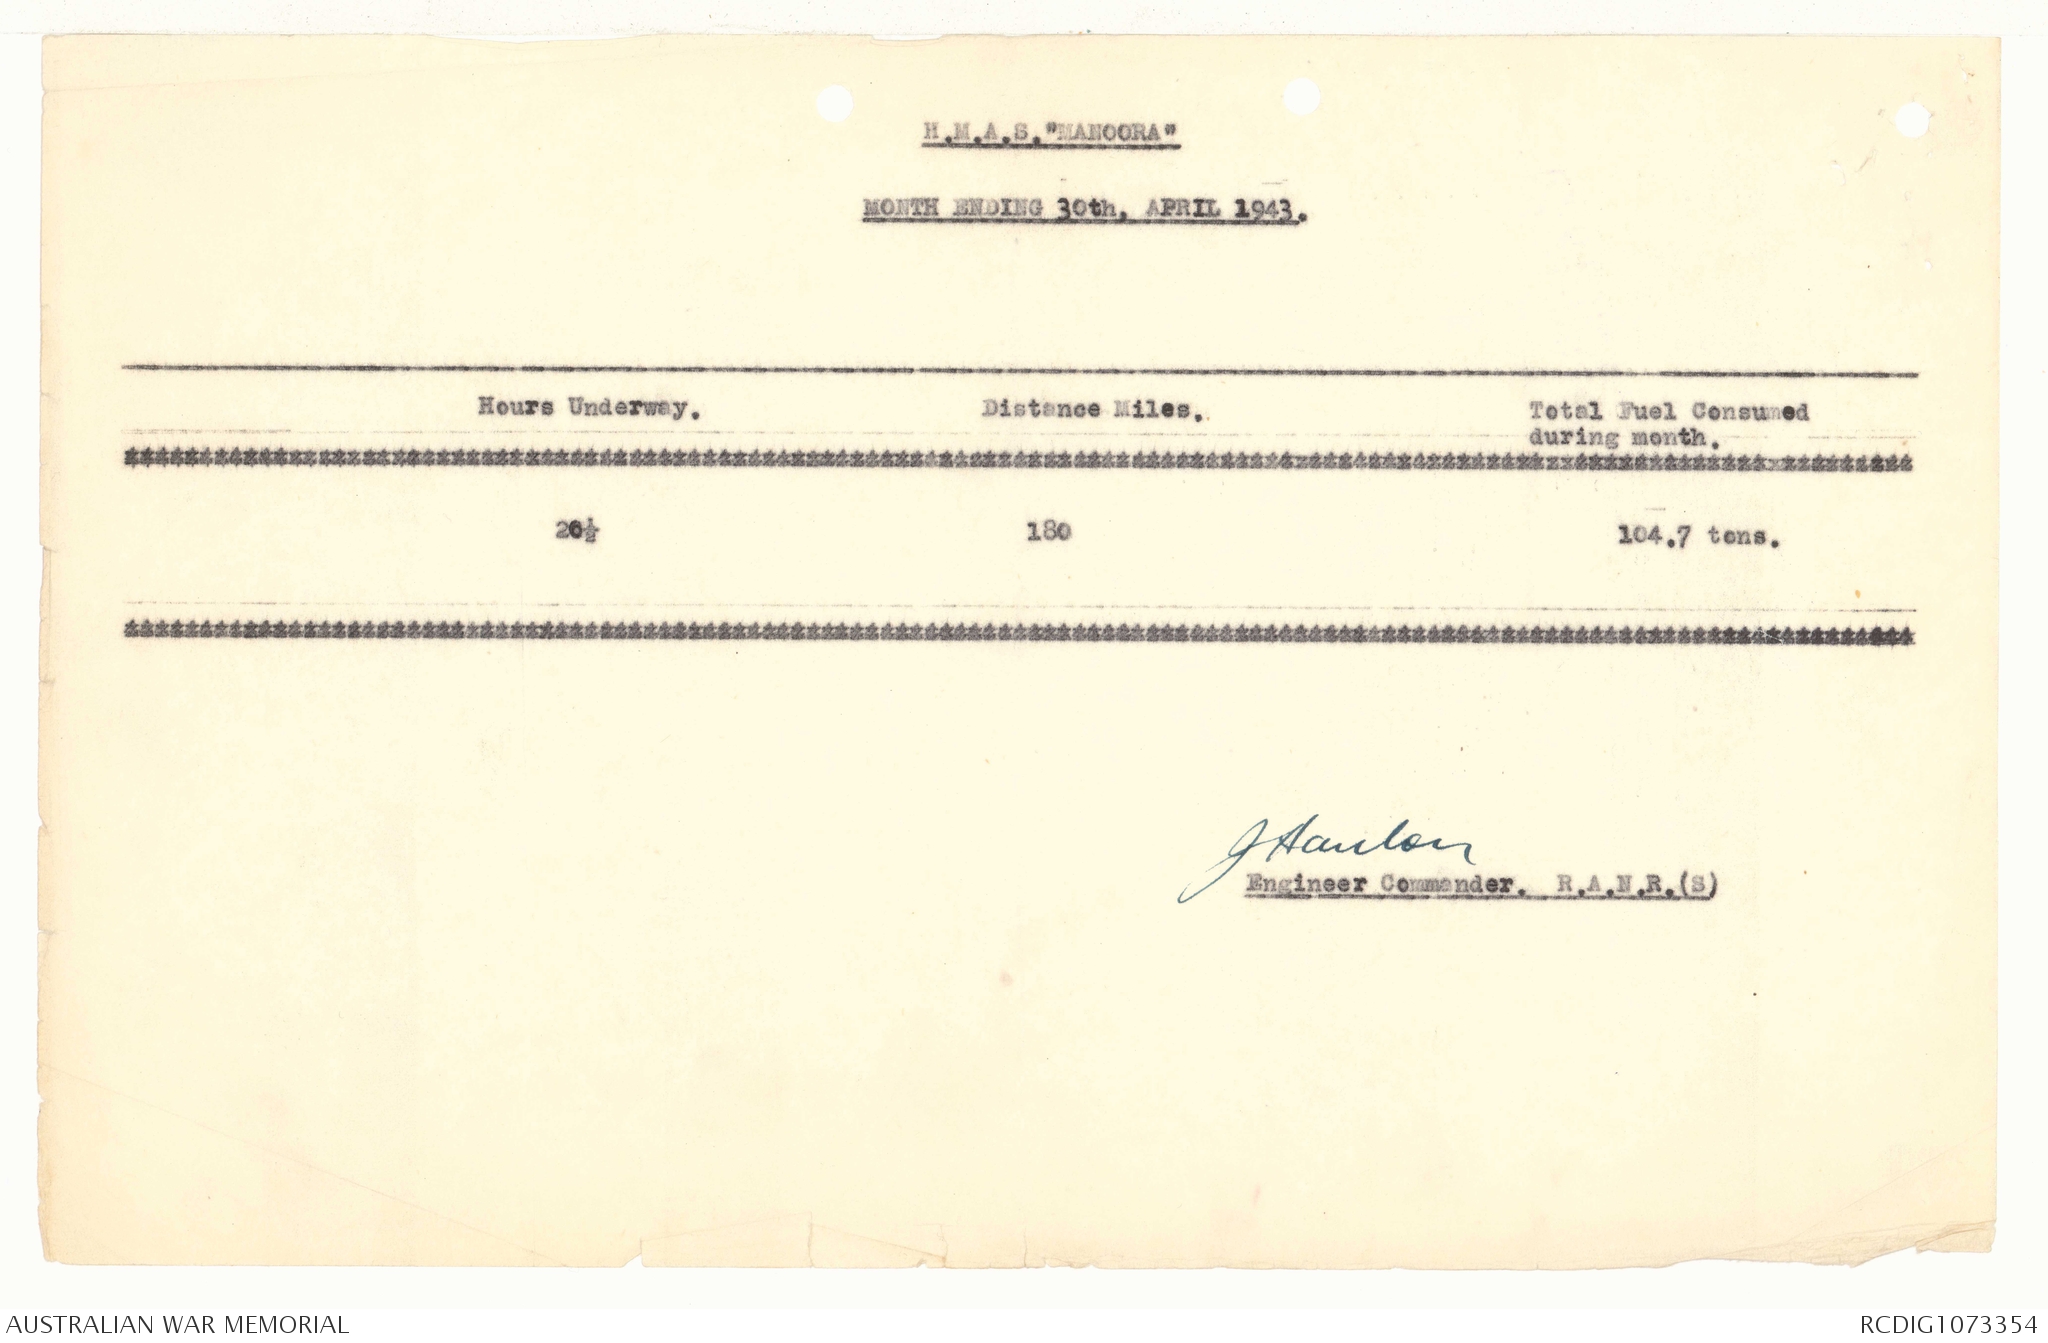 H.M.A.S."MANOORA"
MONTH ENDING 30th, APRIL 1943.
Hours Underway. Distance Miles. Total Fuel Consumed
during month.
20½ 180 104.7 tons.
J Hanlon
Engineer Commander. R.A.N.R.(S)
AUSTRALIAN WAR MEMORIAL RCDIG1073354